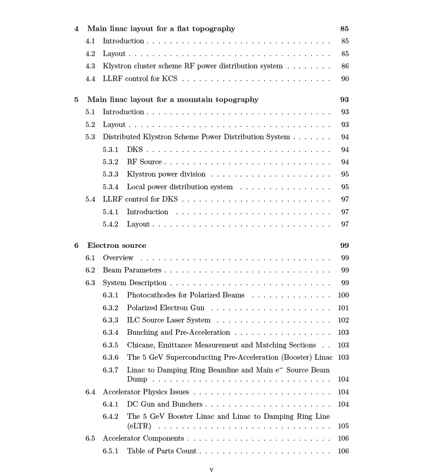 4 Main linac layout for a flat topography 85
4.1 Introduction . . . . . . . . . . . . . . . . . . . . . . . . . . . . . . 85
4.2 Layout . . . . . . . . . . . . . . . . . . . . . . . . . . . . . . . . . 85
4.3 Klystron cluster scheme RF power distribution system . . . . . . . . 86
4.4 LLRF control for KCS . . . . . . . . . . . . . . . . . . . . . . . . . 90
5 Main linac layout for a mountain topography 93
5.1 Introduction . . . . . . . . . . . . . . . . . . . . . . . . . . . . . . 93
5.2 Layout . . . . . . . . . . . . . . . . . . . . . . . . . . . . . . . . . 93
5.3 Distributed Klystron Scheme Power Distribution System . . . . . . . 94
5.3.1 DKS . . . . . . . . . . . . . . . . . . . . . . . . . . . . . . 94
5.3.2 RF Source . . . . . . . . . . . . . . . . . . . . . . . . . . . 94
5.3.3 Klystron power division . . . . . . . . . . . . . . . . . . . . 95
5.3.4 Local power distribution system . . . . . . . . . . . . . . . 95
5.4 LLRF control for DKS . . . . . . . . . . . . . . . . . . . . . . . . . 97
5.4.1 Introduction . . . . . . . . . . . . . . . . . . . . . . . . . . 97
5.4.2 Layout . . . . . . . . . . . . . . . . . . . . . . . . . . . . . 97
6 Electron source 99
6.1 Overview . . . . . . . . . . . . . . . . . . . . . . . . . . . . . . . 99
6.2 Beam Parameters . . . . . . . . . . . . . . . . . . . . . . . . . . . . 99
6.3 System Description . . . . . . . . . . . . . . . . . . . . . . . . . . . 99
6.3.1 Photocathodes for Polarized Beams . . . . . . . . . . . . . 100
6.3.2 Polarized Electron Gun . . . . . . . . . . . . . . . . . . . . 101
6.3.3 ILC Source Laser System . . . . . . . . . . . . . . . . . . . 102
6.3.4 Bunching and Pre-Acceleration . . . . . . . . . . . . . . . . 103
6.3.5 Chicane, Emittance Measurement and Matching Sections . . 103
6.3.6 The 5 GeV Superconducting Pre-Acceleration (Booster) Linac 103
6.3.7 Linac to Damping Ring Beamline and Main e⁻ Source Beam
Dump . . . . . . . . . . . . . . . . . . . . . . . . . . . . . 104
6.4 Accelerator Physics Issues . . . . . . . . . . . . . . . . . . . . . . . 104
6.4.1 DC Gun and Bunchers . . . . . . . . . . . . . . . . . . . . . 104
6.4.2 The 5 GeV Booster Linac and Linac to Damping Ring Line
(eLTR) . . . . . . . . . . . . . . . . . . . . . . . . . . . . 105
6.5 Accelerator Components . . . . . . . . . . . . . . . . . . . . . . . . 106
6.5.1 Table of Parts Count . . . . . . . . . . . . . . . . . . . . . . 106
v